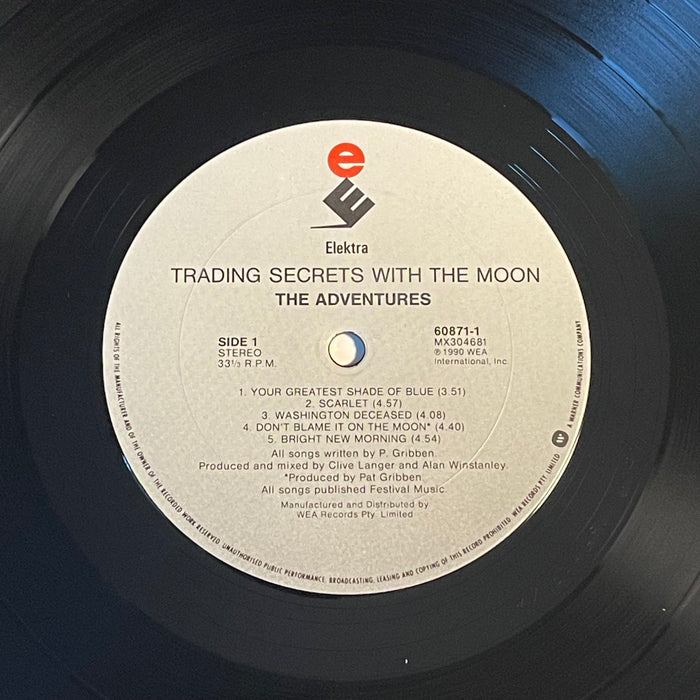 e
E
Elektra
TRADING SECRETS WITH THE MOON
THE ADVENTURES
SIDE 1
STEREO
33⅓ R.P.M.
60871-1
MX304681
℗ 1990 WEA
International, Inc.
1. YOUR GREATEST SHADE OF BLUE (3.51)
2. SCARLET (4.57)
3. WASHINGTON DECEASED (4.08)
4. DON'T BLAME IT ON THE MOON* (4.40)
5. BRIGHT NEW MORNING (4.54)
All songs written by P. Gribben.
Produced and mixed by Clive Langer and Alan Winstanley.
*Produced by Pat Gribben.
All songs published Festival Music.
Manufactured and Distributed by
WEA Records Pty. Limited
ALL RIGHTS OF THE MANUFACTURER AND OF THE OWNER OF THE RECORDED WORK RESERVED. UNAUTHORISED PUBLIC PERFORMANCE, BROADCASTING, LEASING AND COPYING OF THIS RECORD PROHIBITED. WEA RECORDS PTY. LIMITED
A WARNER COMMUNICATIONS COMPANY